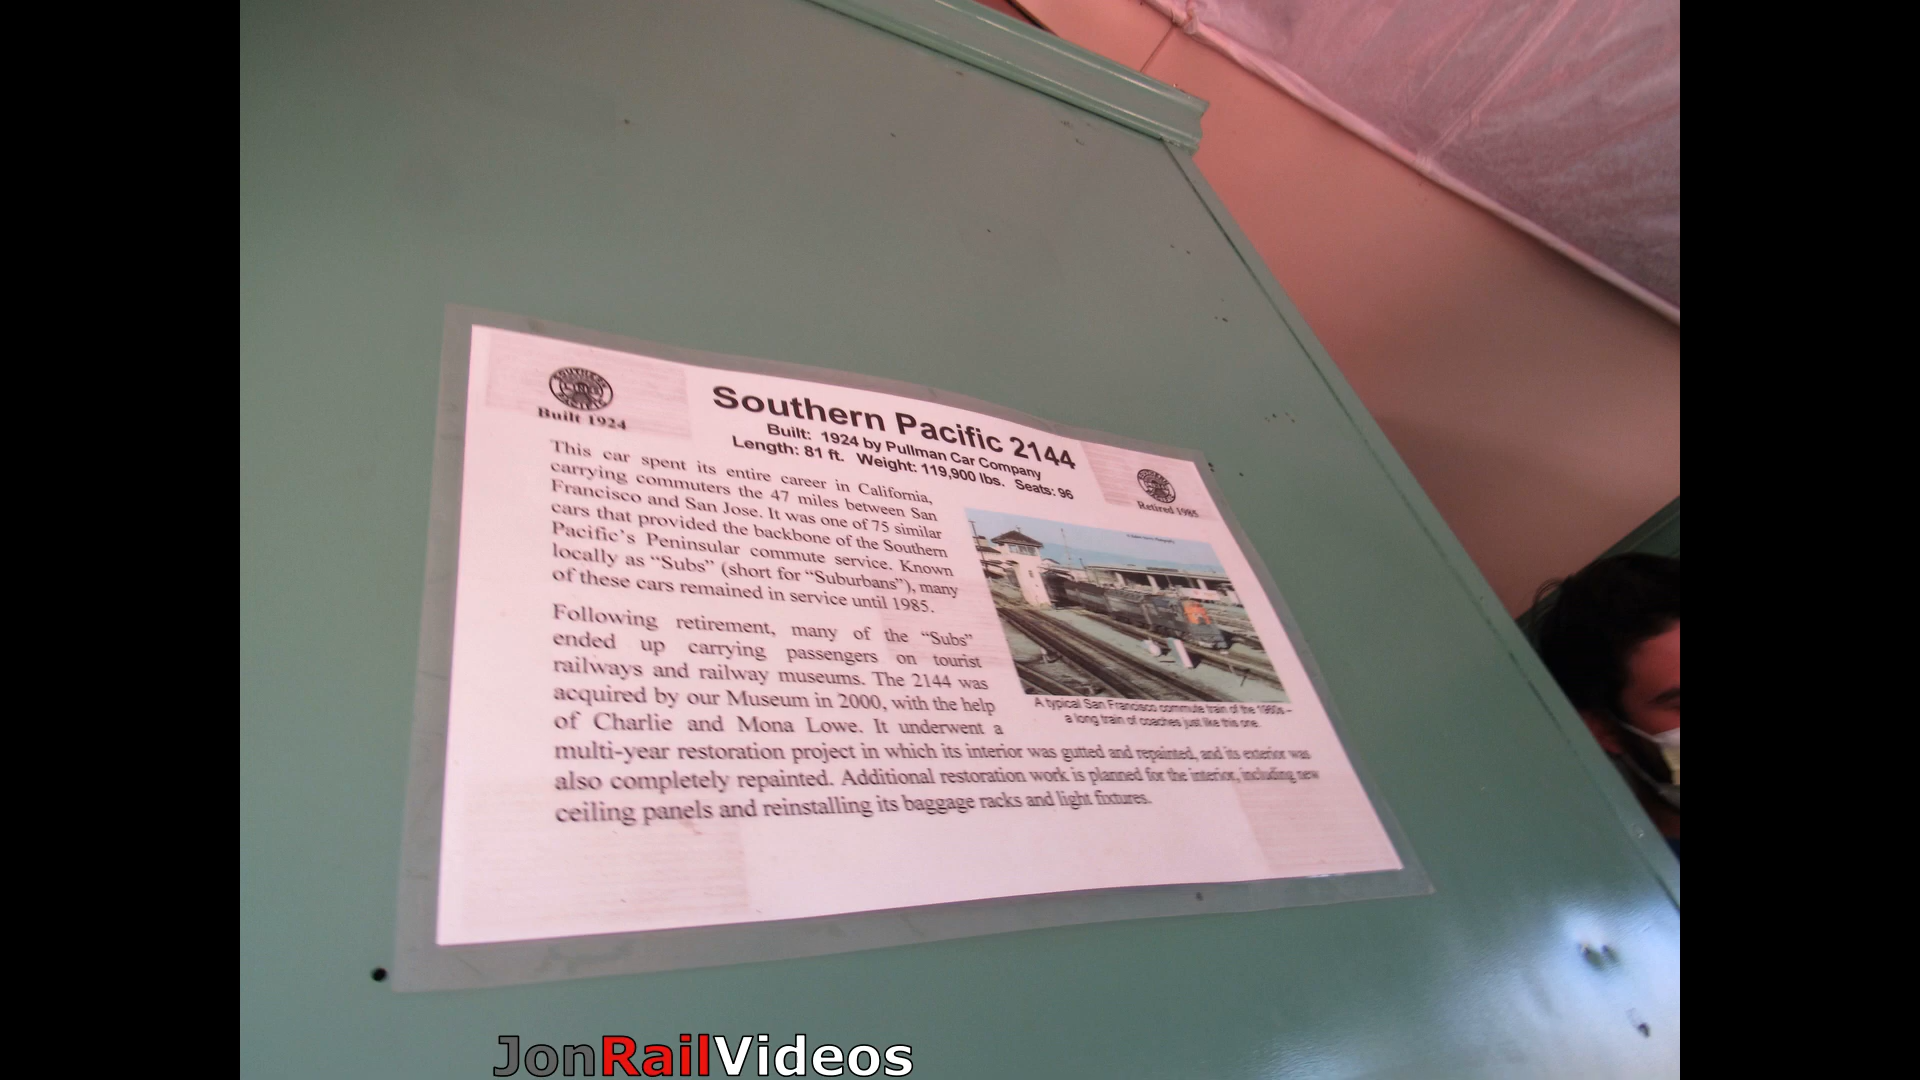 SOUTHERN PACIFIC
Built 1924
Southern Pacific 2144
Built: 1924 by Pullman Car Company
Length: 81 ft. Weight: 119,900 lbs. Seats: 96
Retired 1985
This car spent its entire career in California,
carrying commuters the 47 miles between San
Francisco and San Jose. It was one of 75 similar
cars that provided the backbone of the Southern
Pacific's Peninsular commute service. Known
locally as “Subs” (short for “Suburbans”), many
of these cars remained in service until 1985.
Following retirement, many of the “Subs”
ended up carrying passengers on tourist
railways and railway museums. The 2144 was
acquired by our Museum in 2000, with the help
of Charlie and Mona Lowe. It underwent a
multi-year restoration project in which its interior was gutted and repainted, and its exterior was
also completely repainted. Additional restoration work is planned for the interior, including new
ceiling panels and reinstalling its baggage racks and light fixtures.
A typical San Francisco commute train of the –
a long train of coaches just like this one.
JonRailVideos